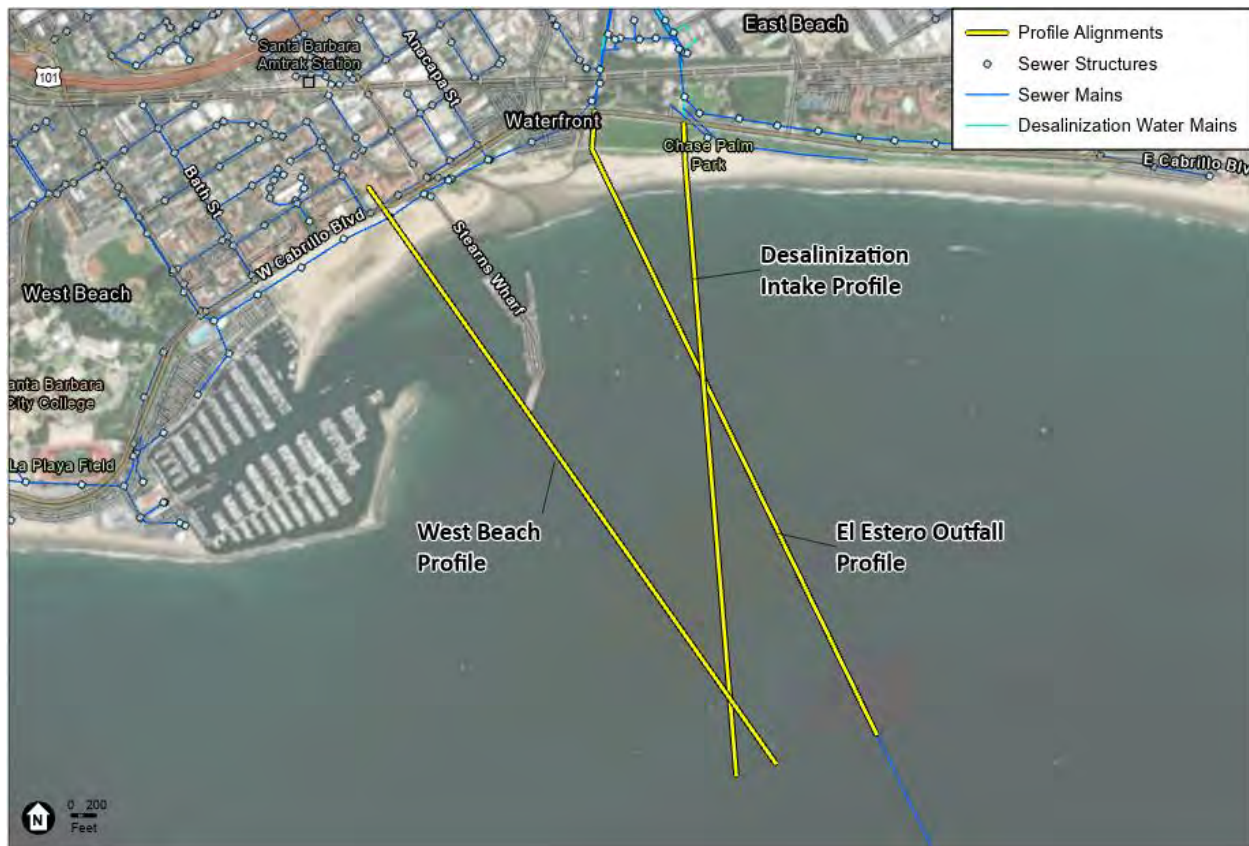 East Beach
Santa Barbara
Amtrak Station
101
Anacapa St
Waterfront
Profile Alignments
Sewer Structures
Sewer Mains
Desalinization Water Mains
Chase Palm
Park
E Cabrillo Blv
Bath St
W Cabrillo Blvd
Stearns Wharf
West Beach
Desalinization
Intake Profile
anta Barbara
City College
La Playa Field
West Beach
Profile
El Estero Outfall
Profile
N
0 200
Feet